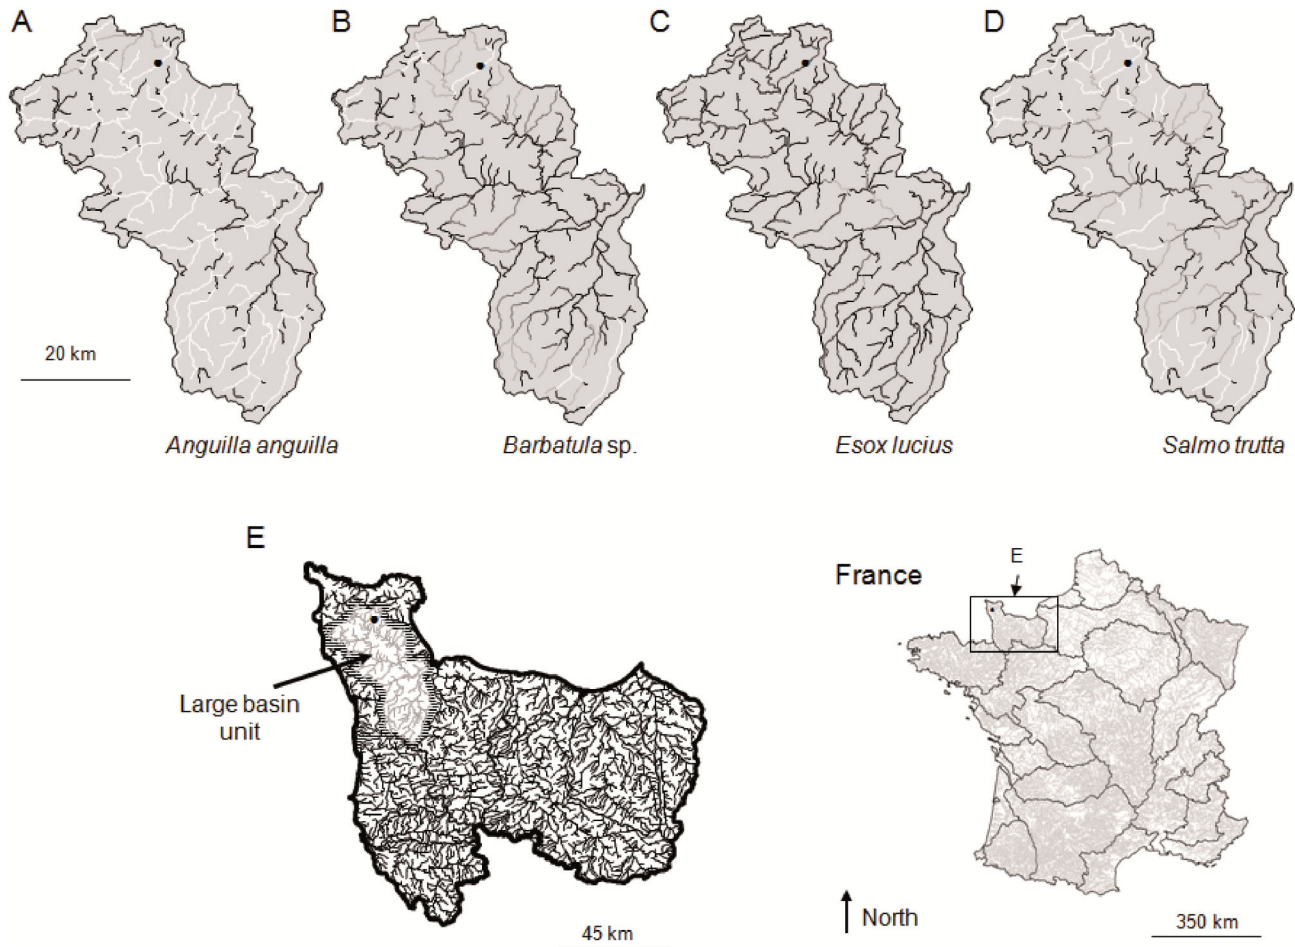 A
B
C
D
20 km
Anguilla anguilla
Barbatula sp.
Esox lucius
Salmo trutta
E
Large basin
unit
45 km
France
E
North
350 km